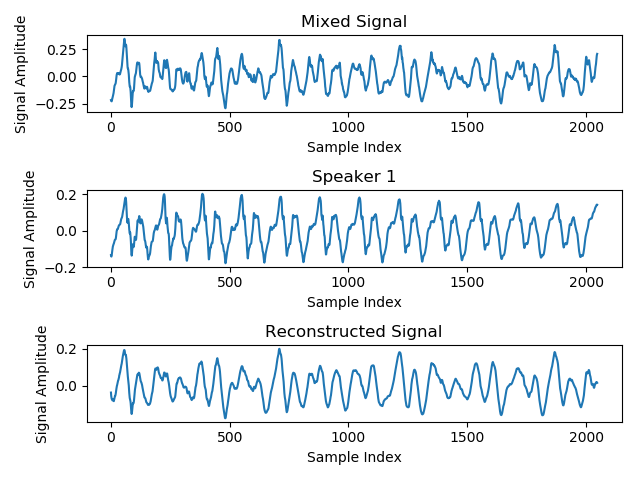 Mixed Signal
Signal Amplitude
0.25
0.00
−0.25
0
500
1000
1500
2000
Sample Index
Speaker 1
Signal Amplitude
0.2
0.0
−0.2
0
500
1000
1500
2000
Sample Index
Reconstructed Signal
Signal Amplitude
0.2
0.0
0
500
1000
1500
2000
Sample Index